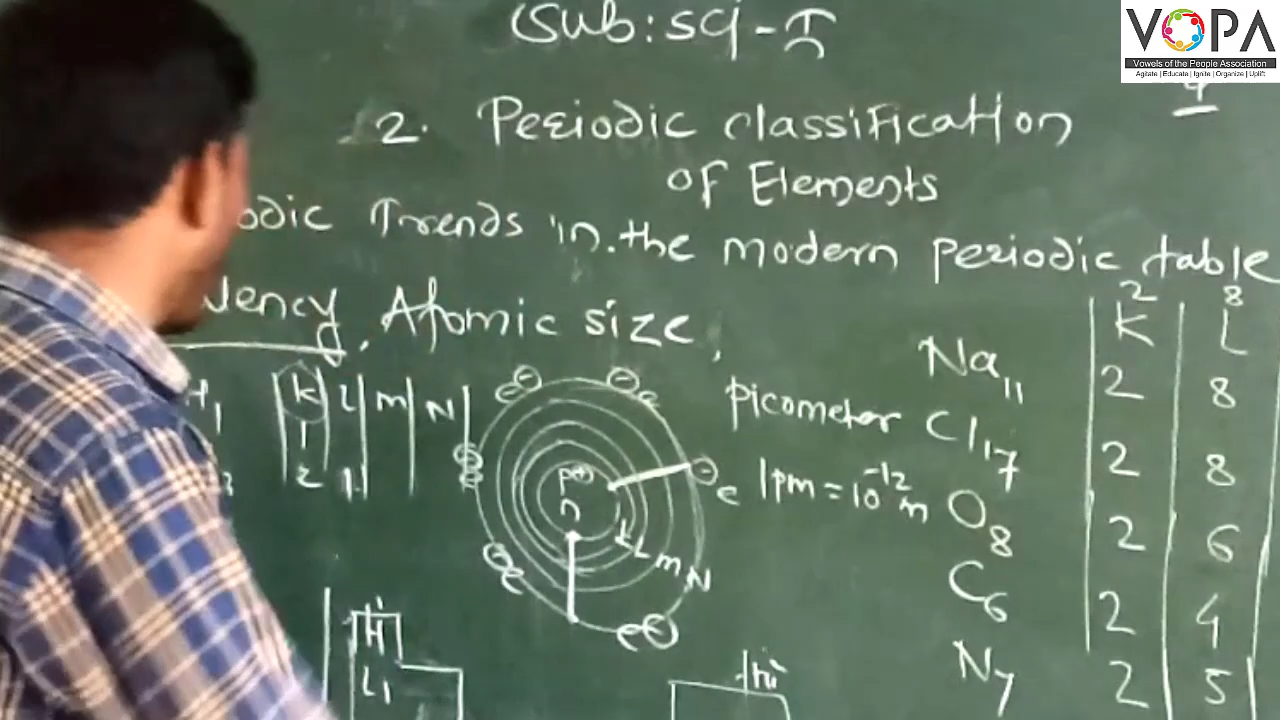 VOPA
Vowels of the People Association
Agitate | Educate | Ignite | Organize | Uplift
Sub: sci - I
2. Periodic classification
of Elements
odic Trends in the modern periodic table
lency, Atomic size,
2 8
K L M N
K L
1
2 1
Na11 2 8
picometer Cl17 2 8
1pm = 10-12 m O8 2 6
C6 2 4
N7 2 5
p+
n
K L M N
e e e e
H
Li